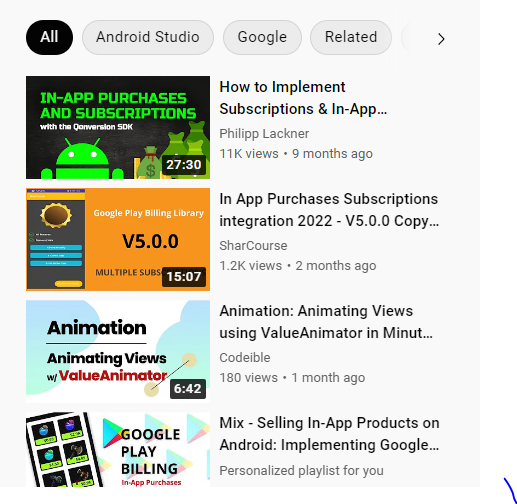 All
Android Studio
Google
Related
IN-APP PURCHASES
AND SUBSCRIPTIONS
with the Qonversion SDK
27:30
How to Implement
Subscriptions & In-App...
Philipp Lackner
11K views • 9 months ago
Google Play Billing Library
V5.0.0
MULTIPLE SUBS
15:07
In App Purchases Subscriptions
integration 2022 - V5.0.0 Copy...
SharCourse
1.2K views • 2 months ago
Animation
Animating Views
w/ ValueAnimator
6:42
Animation: Animating Views
using ValueAnimator in Minut...
Codeible
180 views • 1 month ago
GOOGLE
PLAY
BILLING
In-App Purchases
Mix - Selling In-App Products on
Android: Implementing Google...
Personalized playlist for you